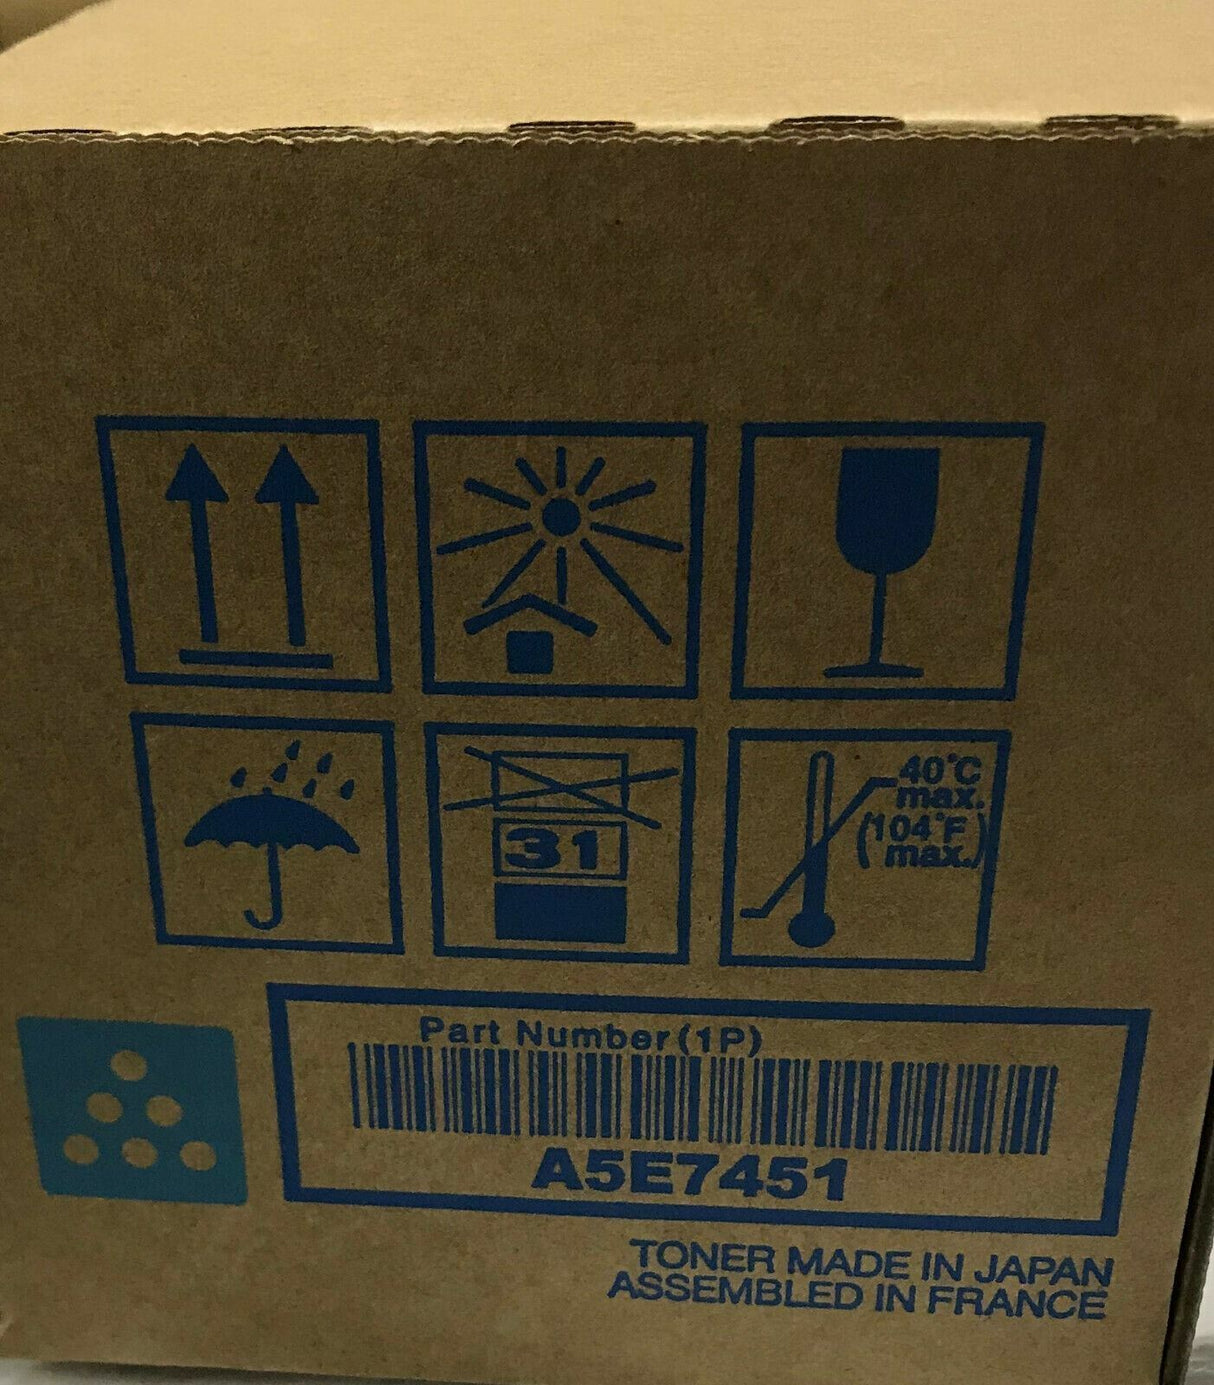 40°C
max.
(104°F
max.)
31
Part Number(1P)
A5E7451
TONER MADE IN JAPAN
ASSEMBLED IN FRANCE